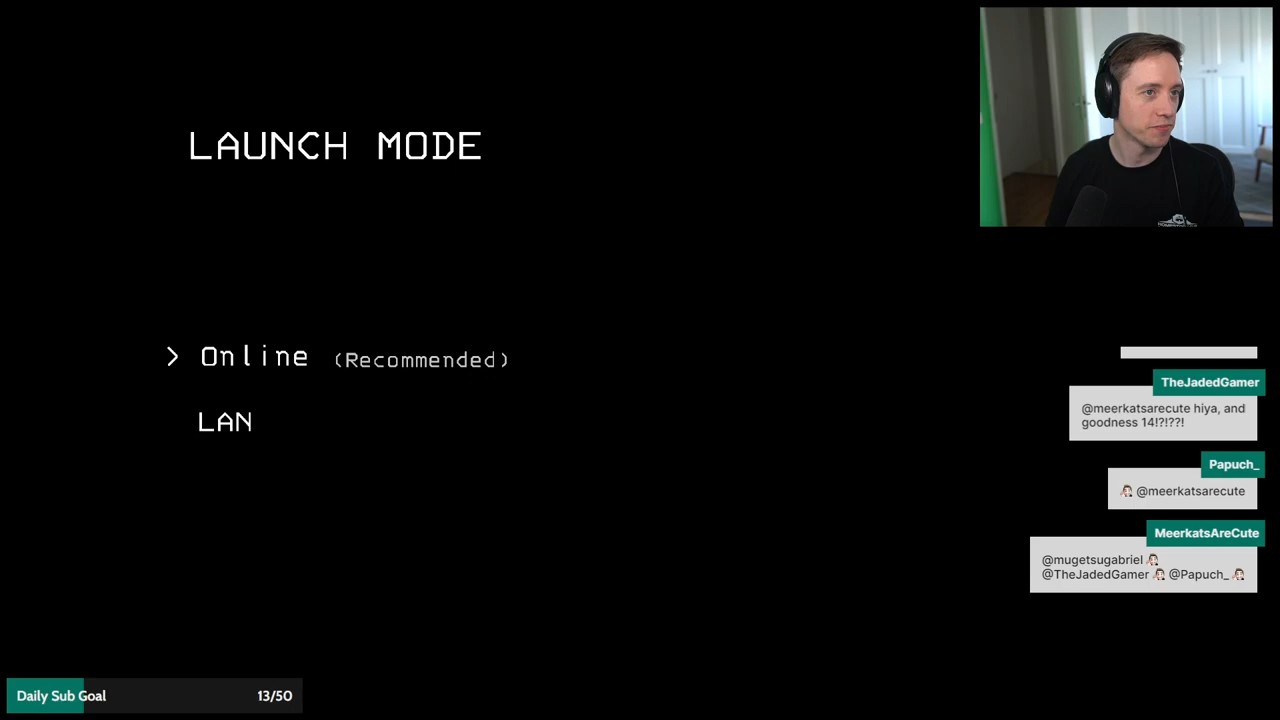 LAUNCH MODE
> Online (Recommended)
LAN
TheJadedGamer
@meerkatsarecute hiya, and
goodness 14!?!??!
Papuch_
@meerkatsarecute
MeerkatsAreCute
@mugetsugabriel
@TheJadedGamer @Papuch_
Daily Sub Goal 13/50